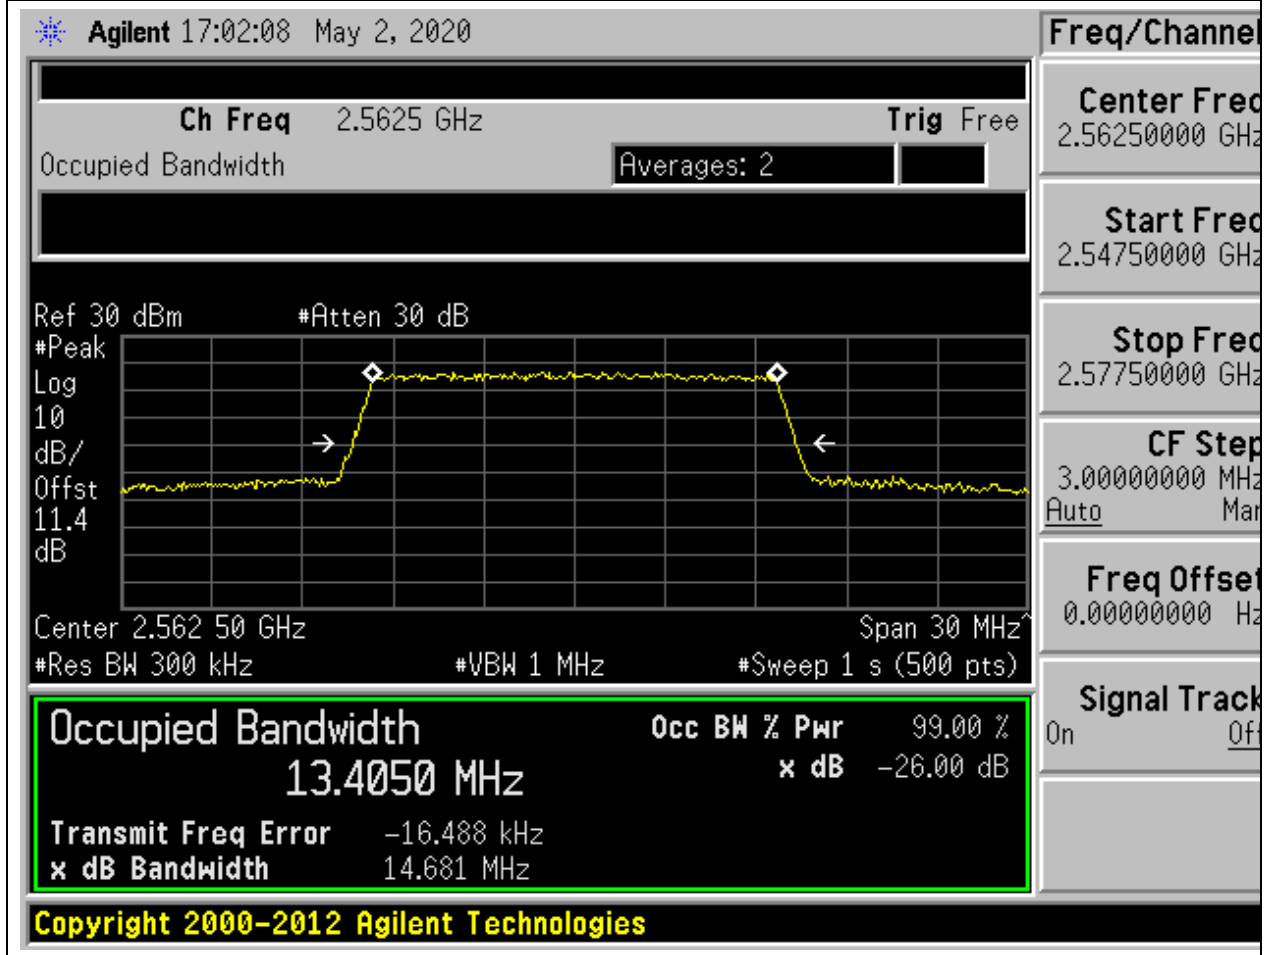 Agilent 17:02:08 May 2, 2020
Freq/Channel
Ch Freq 2.5625 GHz Trig Free
Occupied Bandwidth Averages: 2
Center Freq
2.56250000 GHz
Start Freq
2.54750000 GHz
Stop Freq
2.57750000 GHz
CF Step
3.00000000 MHz
Auto Man
Freq Offset
0.00000000 Hz
Signal Track
On Off
Ref 30 dBm #Atten 30 dB
#Peak
Log
10
dB/
Offst
11.4
dB
Center 2.562 50 GHz Span 30 MHz^
#Res BW 300 kHz #VBW 1 MHz #Sweep 1 s (500 pts)
Occupied Bandwidth Occ BW % Pwr 99.00 %
13.4050 MHz x dB -26.00 dB
Transmit Freq Error -16.488 kHz
x dB Bandwidth 14.681 MHz
Copyright 2000-2012 Agilent Technologies